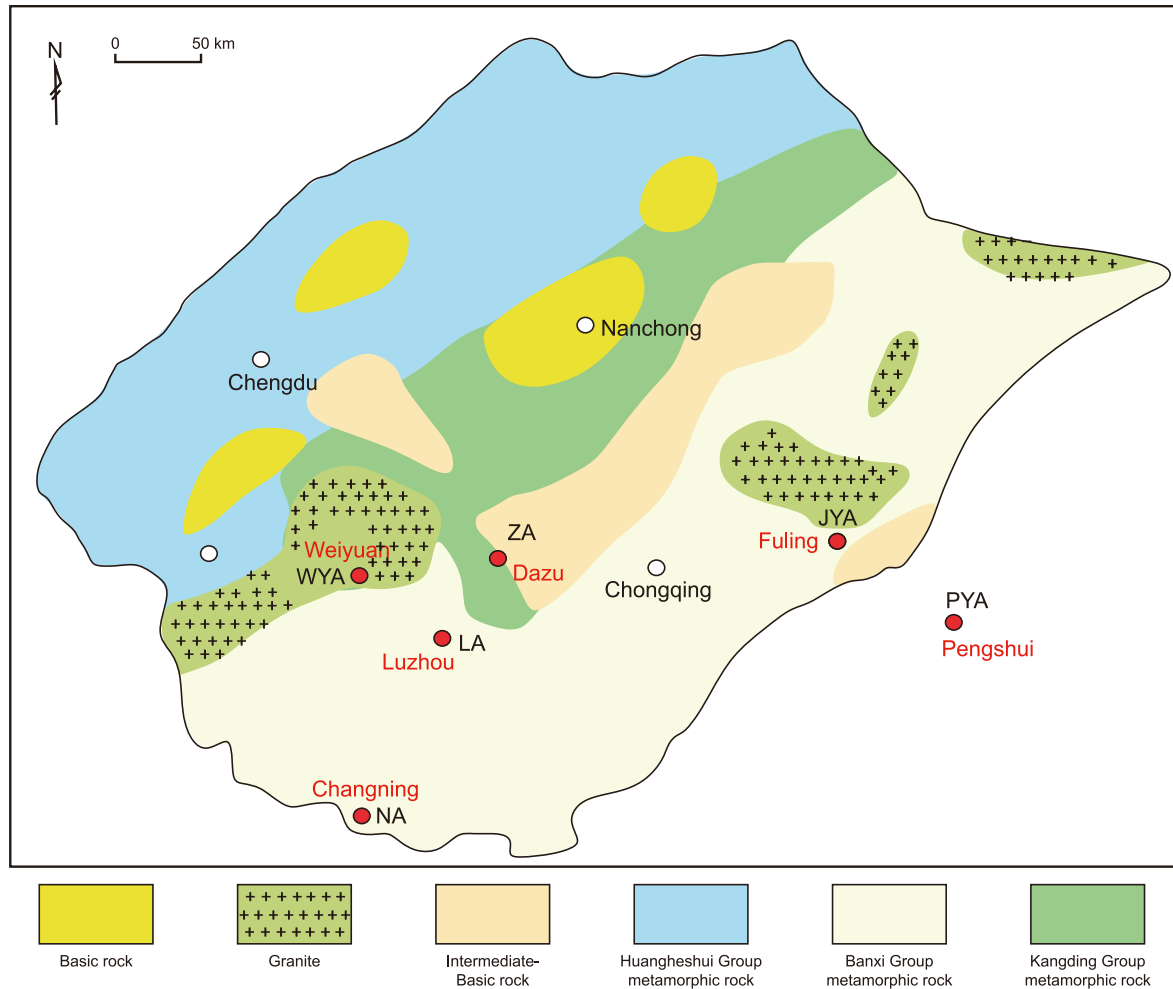 N
0 50 km
Nanchong
Chengdu
ZA
Dazu
Weiyuan
WYA
JYA
Fuling
Chongqing
PYA
Pengshui
LA
Luzhou
Changning
NA
Basic rock
Granite
Intermediate-
Basic rock
Huangheshui Group
metamorphic rock
Banxi Group
metamorphic rock
Kangding Group
metamorphic rock